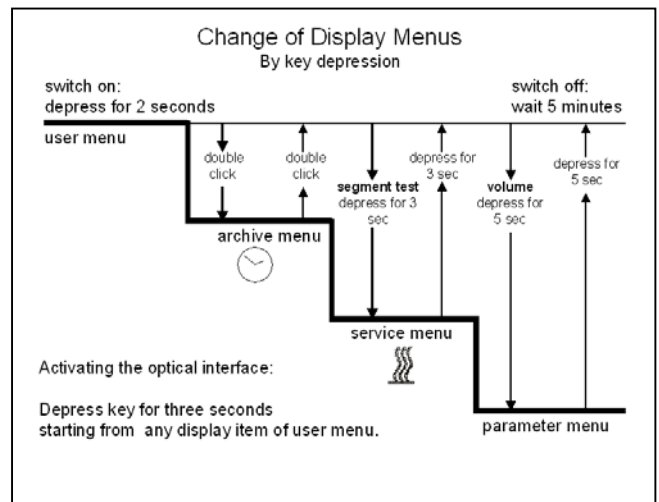 Change of Display Menus
By key depression
switch on:
depress for 2 seconds
switch off:
wait 5 minutes
user menu
double
click
double
click
segment test
depress for 3
sec
depress for
3 sec
volume
depress for
5 sec
depress for
5 sec
archive menu
service menu
parameter menu
Activating the optical interface:
Depress key for three seconds
starting from any display item of user menu.